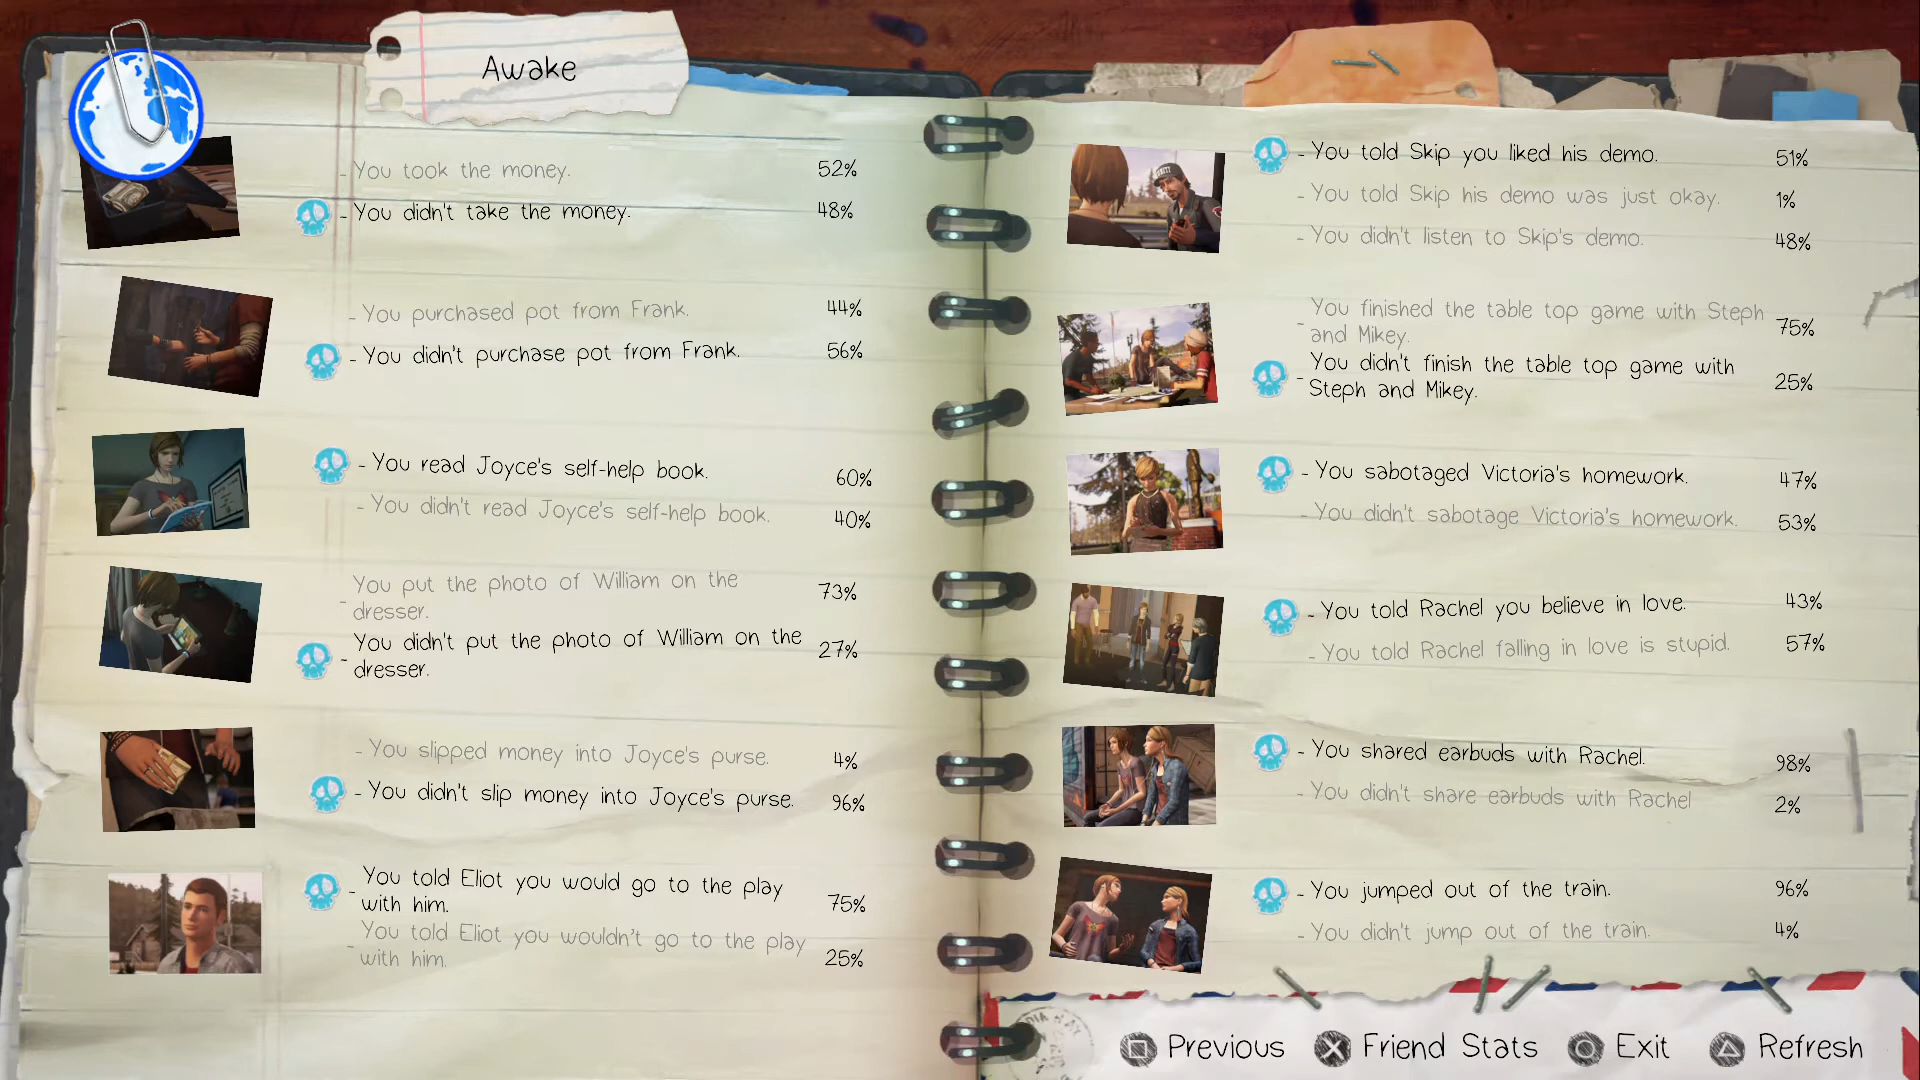 Awake
- You took the money. 52%
- You didn't take the money. 48%
- You purchased pot from Frank. 44%
- You didn't purchase pot from Frank. 56%
- You read Joyce's self-help book. 60%
- You didn't read Joyce's self-help book. 40%
- You put the photo of William on the
dresser. 73%
- You didn't put the photo of William on the
dresser. 27%
- You slipped money into Joyce's purse. 4%
- You didn't slip money into Joyce's purse. 96%
- You told Eliot you would go to the play
with him. 75%
- You told Eliot you wouldn't go to the play
with him. 25%
- You told Skip you liked his demo. 51%
- You told Skip his demo was just okay. 1%
- You didn't listen to Skip's demo. 48%
- You finished the table top game with Steph
and Mikey. 75%
- You didn't finish the table top game with
Steph and Mikey. 25%
- You sabotaged Victoria's homework. 47%
- You didn't sabotage Victoria's homework. 53%
- You told Rachel you believe in love. 43%
- You told Rachel falling in love is stupid. 57%
- You shared earbuds with Rachel. 98%
- You didn't share earbuds with Rachel 2%
- You jumped out of the train. 96%
- You didn't jump out of the train. 4%
Previous Friend Stats Exit Refresh